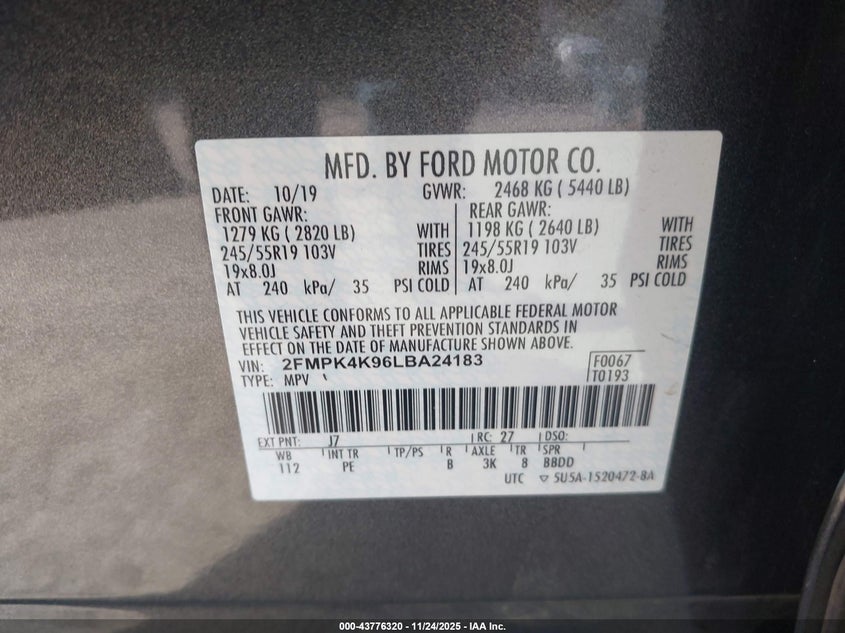 MFD. BY FORD MOTOR CO.
DATE: 10/19 GVWR: 2468 KG ( 5440 LB)
FRONT GAWR: REAR GAWR:
1279 KG ( 2820 LB) WITH 1198 KG ( 2640 LB) WITH
245/55R19 103V TIRES 245/55R19 103V TIRES
19x8.0J RIMS 19x8.0J RIMS
AT 240 kPa/ 35 PSI COLD AT 240 kPa/ 35 PSI COLD
THIS VEHICLE CONFORMS TO ALL APPLICABLE FEDERAL MOTOR
VEHICLE SAFETY AND THEFT PREVENTION STANDARDS IN
EFFECT ON THE DATE OF MANUFACTURE SHOWN ABOVE.
VIN: 2FMPK4K96LBA24183 F0067
TYPE: MPV T0193
EXT PNT: J7 RC: 27 DSO:
WB INT TR TP/PS R AXLE TR SPR
112 PE B 3K 8 BBDD
UTC ▽ 5U5A-1520472-8A
000-43776320 - 11/24/2025 - IAA Inc.